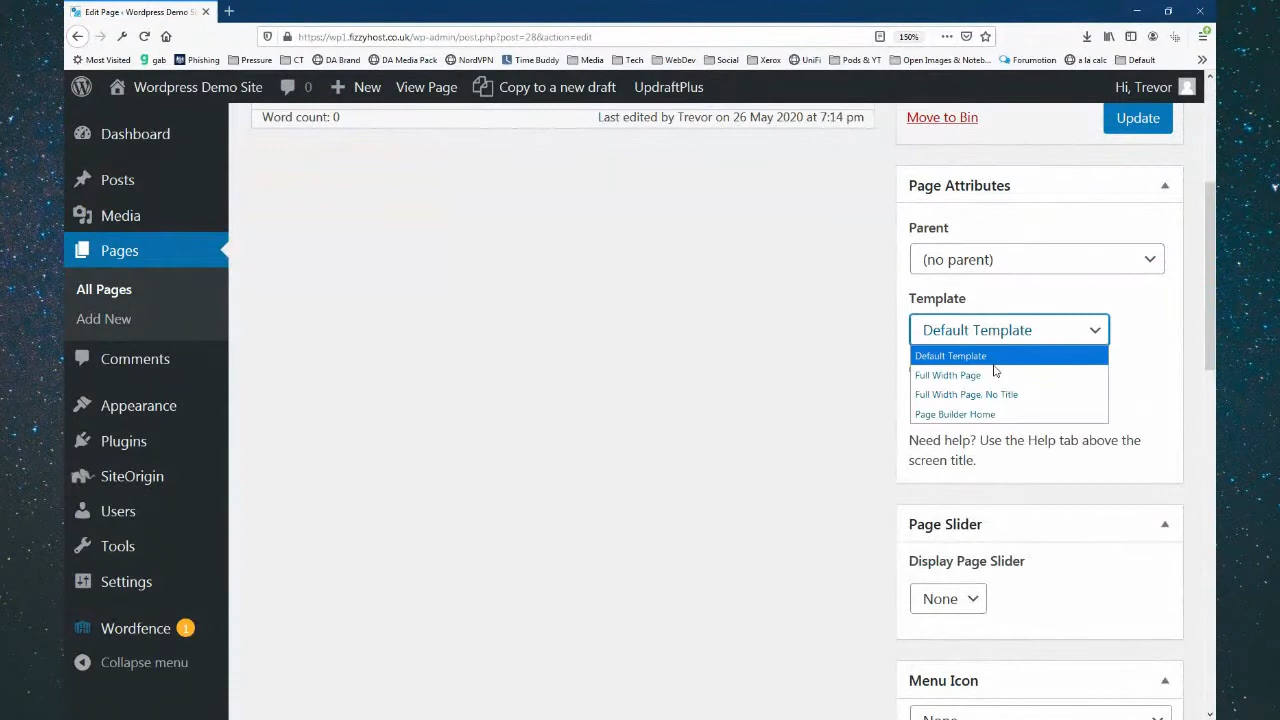 Edit Page ‹ Wordpress Demo Si
https://wp1.fizzyhost.co.uk/wp-admin/post.php?post=28&action=edit
150%
Most Visited
gab
Phishing
Pressure
CT
DA Brand
DA Media Pack
NordVPN
Time Buddy
Media
Tech
WebDev
Social
Xerox
UniFi
Pods & YT
Open Images & Noteb...
Forumotion
a la calc
Default
Wordpress Demo Site
0
New
View Page
Copy to a new draft
UpdraftPlus
Hi, Trevor
Dashboard
Posts
Media
Pages
All Pages
Add New
Comments
Appearance
Plugins
SiteOrigin
Users
Tools
Settings
Wordfence 1
Collapse menu
Word count: 0
Last edited by Trevor on 26 May 2020 at 7:14 pm
Move to Bin
Update
Page Attributes
Parent
(no parent)
Template
Default Template
Default Template
Full Width Page
Full Width Page, No Title
Page Builder Home
Need help? Use the Help tab above the
screen title.
Page Slider
Display Page Slider
None
Menu Icon
None